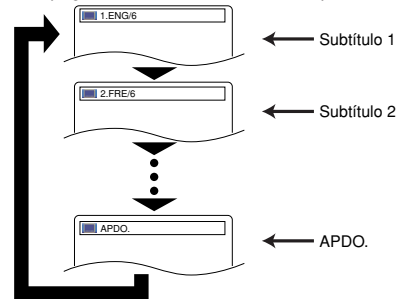 1.ENG/6
Subtítulo 1
2.FRE/6
Subtítulo 2
APDO.
APDO.